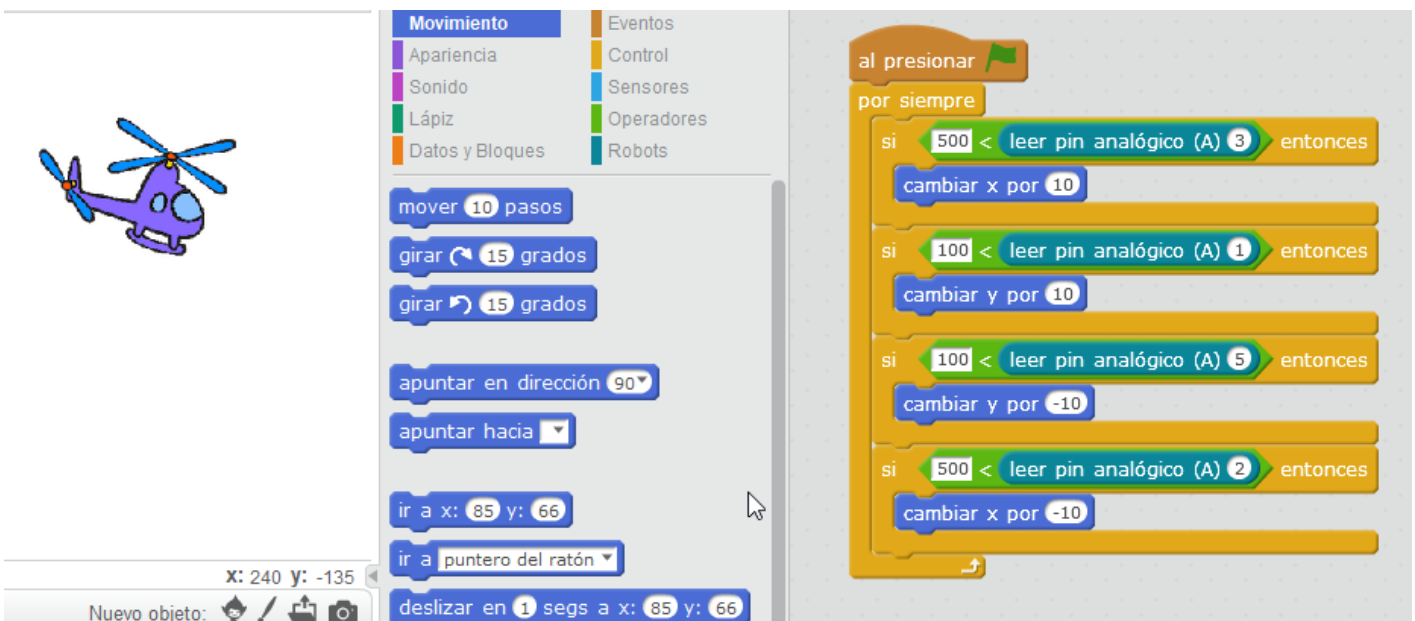 Movimiento Eventos
Apariencia Control
Sonido Sensores
Lápiz Operadores
Datos y Bloques Robots
mover 10 pasos
girar 15 grados
girar 15 grados
apuntar en dirección 90
apuntar hacia
ir a x: 85 y: 66
ir a puntero del ratón
deslizar en 1 segs a x: 85 y: 66
x: 240 y: -135
Nuevo objeto:
al presionar
por siempre
si 500 < leer pin analógico (A) 3 entonces
cambiar x por 10
si 100 < leer pin analógico (A) 1 entonces
cambiar y por 10
si 100 < leer pin analógico (A) 5 entonces
cambiar y por -10
si 500 < leer pin analógico (A) 2 entonces
cambiar x por -10